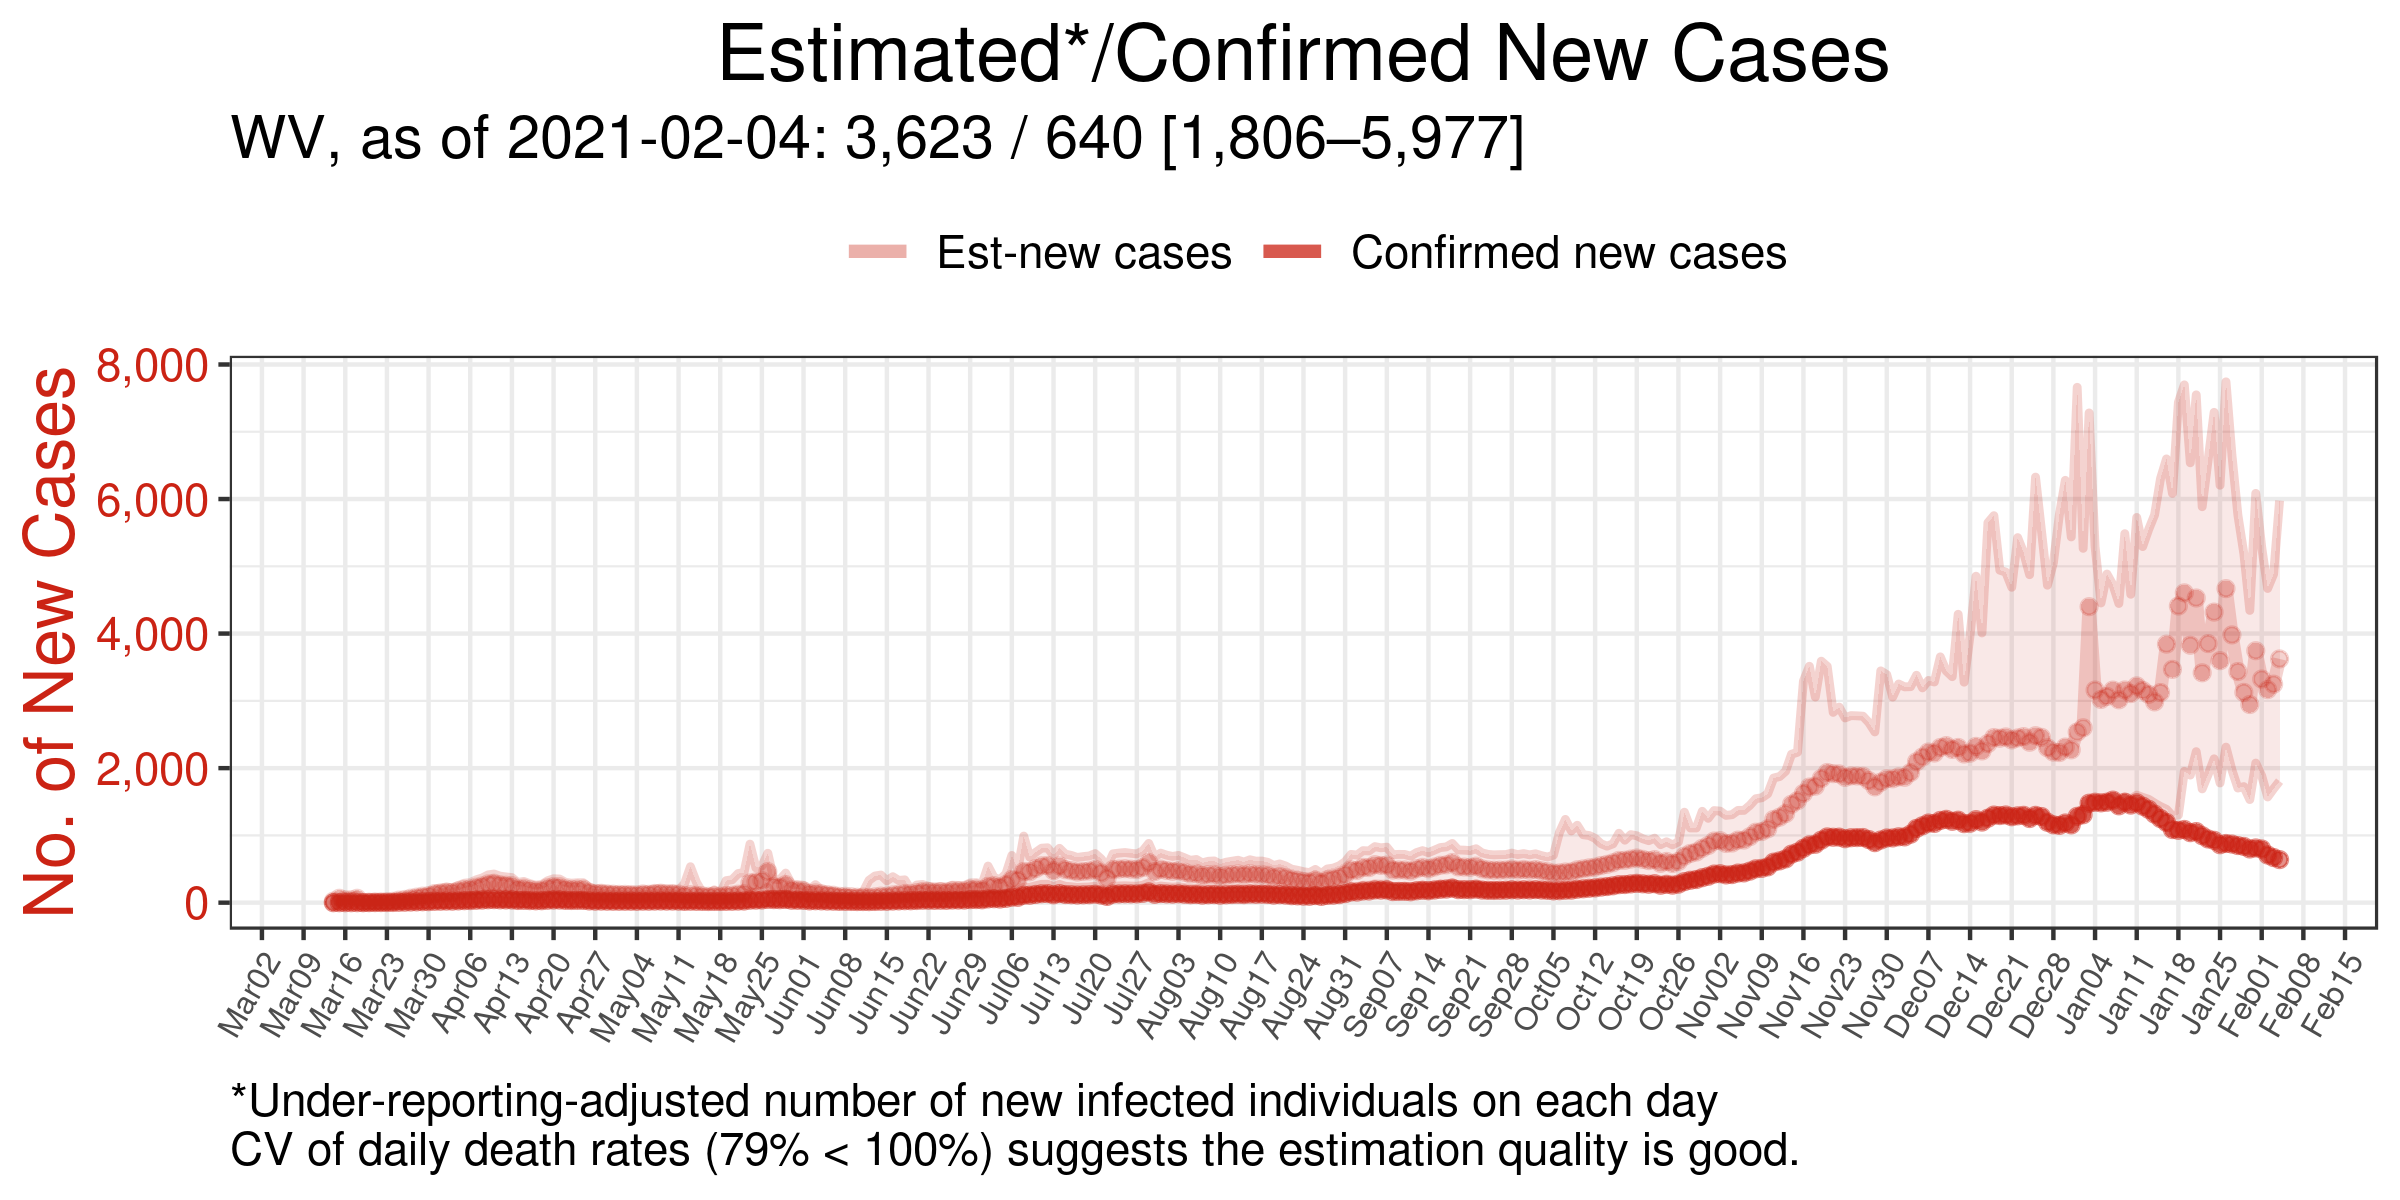 Estimated*/Confirmed New Cases
WV, as of 2021-02-04: 3,623 / 640 [1,806–5,977]
Est-new cases
Confirmed new cases
No. of New Cases
8,000
6,000
4,000
2,000
0
Mar02
Mar09
Mar16
Mar23
Mar30
Apr06
Apr13
Apr20
Apr27
May04
May11
May18
May25
Jun01
Jun08
Jun15
Jun22
Jun29
Jul06
Jul13
Jul20
Jul27
Aug03
Aug10
Aug17
Aug24
Aug31
Sep07
Sep14
Sep21
Sep28
Oct05
Oct12
Oct19
Oct26
Nov02
Nov09
Nov16
Nov23
Nov30
Dec07
Dec14
Dec21
Dec28
Jan04
Jan11
Jan18
Jan25
Feb01
Feb08
Feb15
*Under-reporting-adjusted number of new infected individuals on each day
CV of daily death rates (79% < 100%) suggests the estimation quality is good.